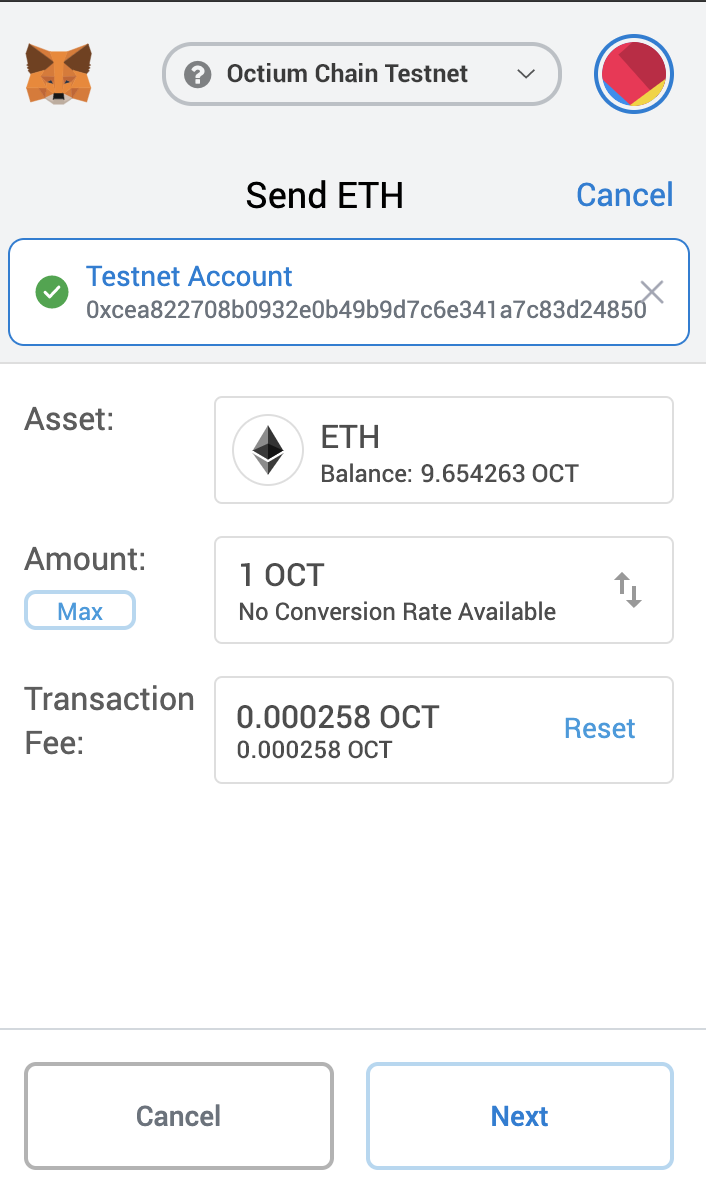 Octium Chain Testnet
Send ETH
Cancel
Testnet Account
0xcea822708b0932e0b49b9d7c6e341a7c83d24850
Asset:
ETH
Balance: 9.654263 OCT
Amount:
Max
1 OCT
No Conversion Rate Available
Transaction
Fee:
0.000258 OCT
0.000258 OCT
Reset
Cancel
Next